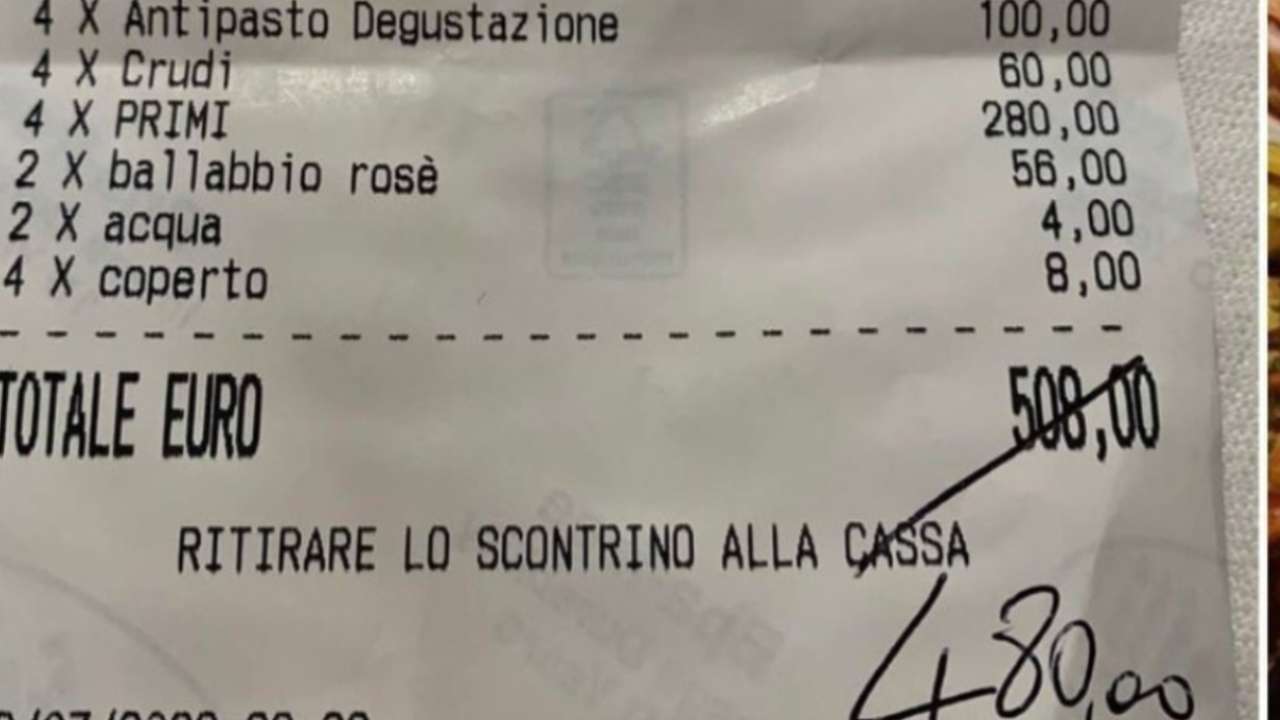 4 X Antipasto Degustazione 100,00
4 X Crudi 60,00
4 X PRIMI 280,00
2 X ballabbio rosè 56,00
2 X acqua 4,00
4 X coperto 8,00
TOTALE EURO 508,00
RITIRARE LO SCONTRINO ALLA CASSA
480,00